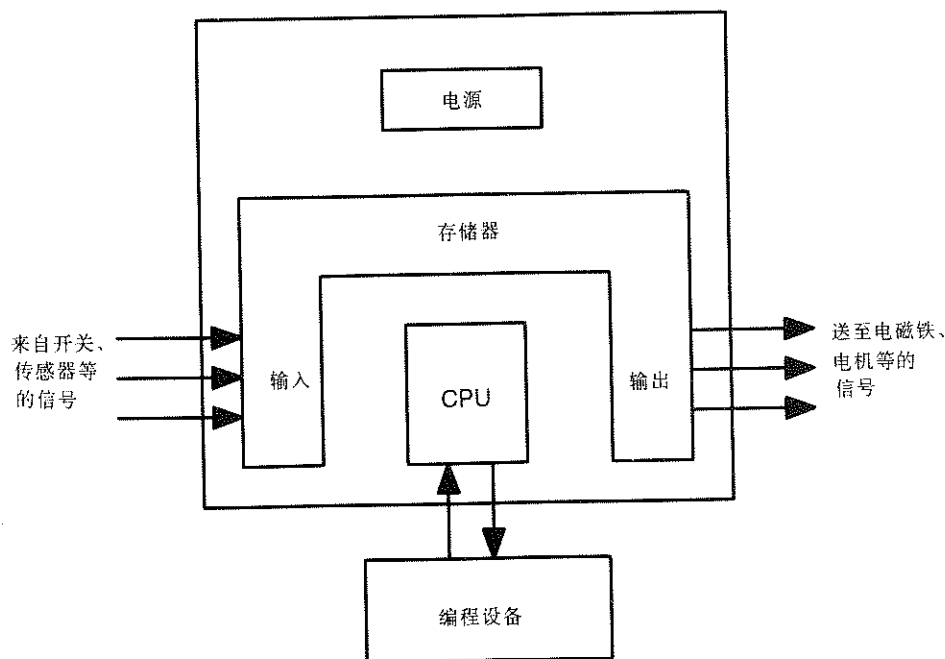 电源
存储器
来自开关、
传感器等
的信号
输入
CPU
输出
送至电磁铁、
电机等的
信号
编程设备